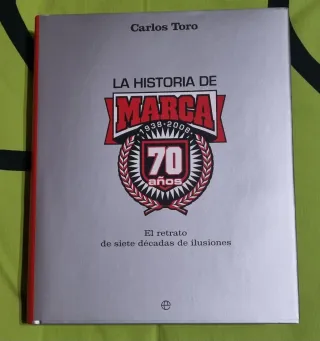 Carlos Toro
LA HISTORIA DE
MARCA
1938-2008
70
años
El retrato
de siete décadas de ilusiones